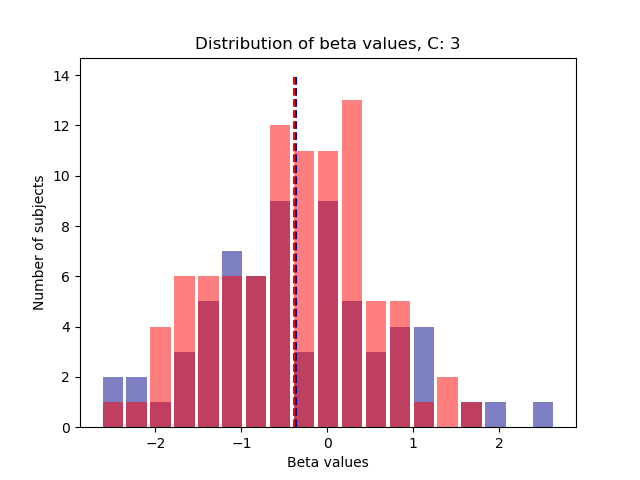 Distribution of beta values, C: 3
14
12
10
8
6
4
2
0
Number of subjects
−2 −1 0 1 2
Beta values